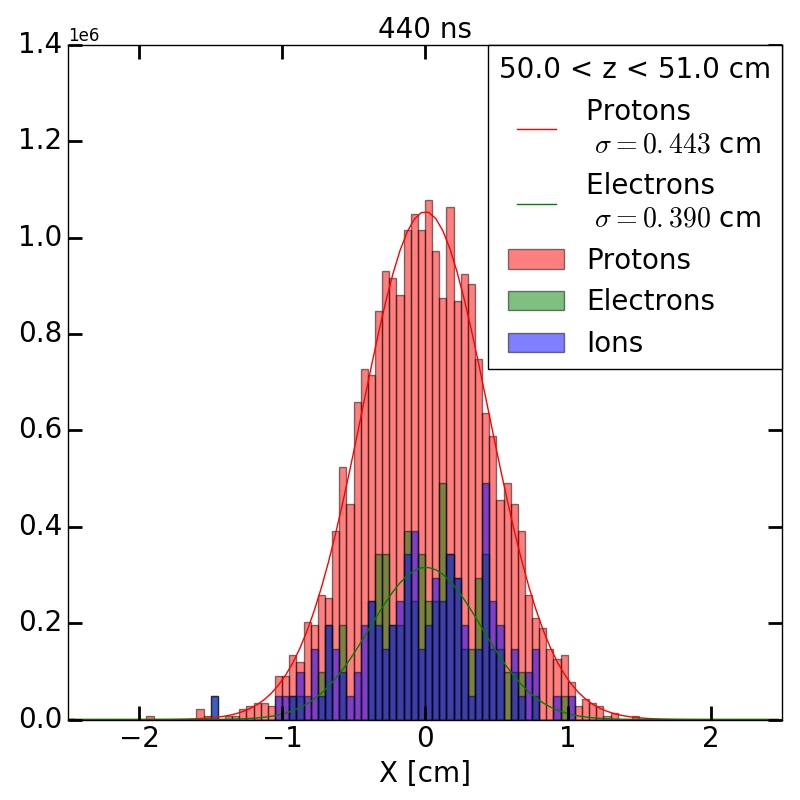 440 ns
1e6
1.4
1.2
1.0
0.8
0.6
0.4
0.2
0.0
50.0 < z < 51.0 cm
Protons
σ = 0.443 cm
Electrons
σ = 0.390 cm
Protons
Electrons
Ions
−2 −1 0 1 2
X [cm]